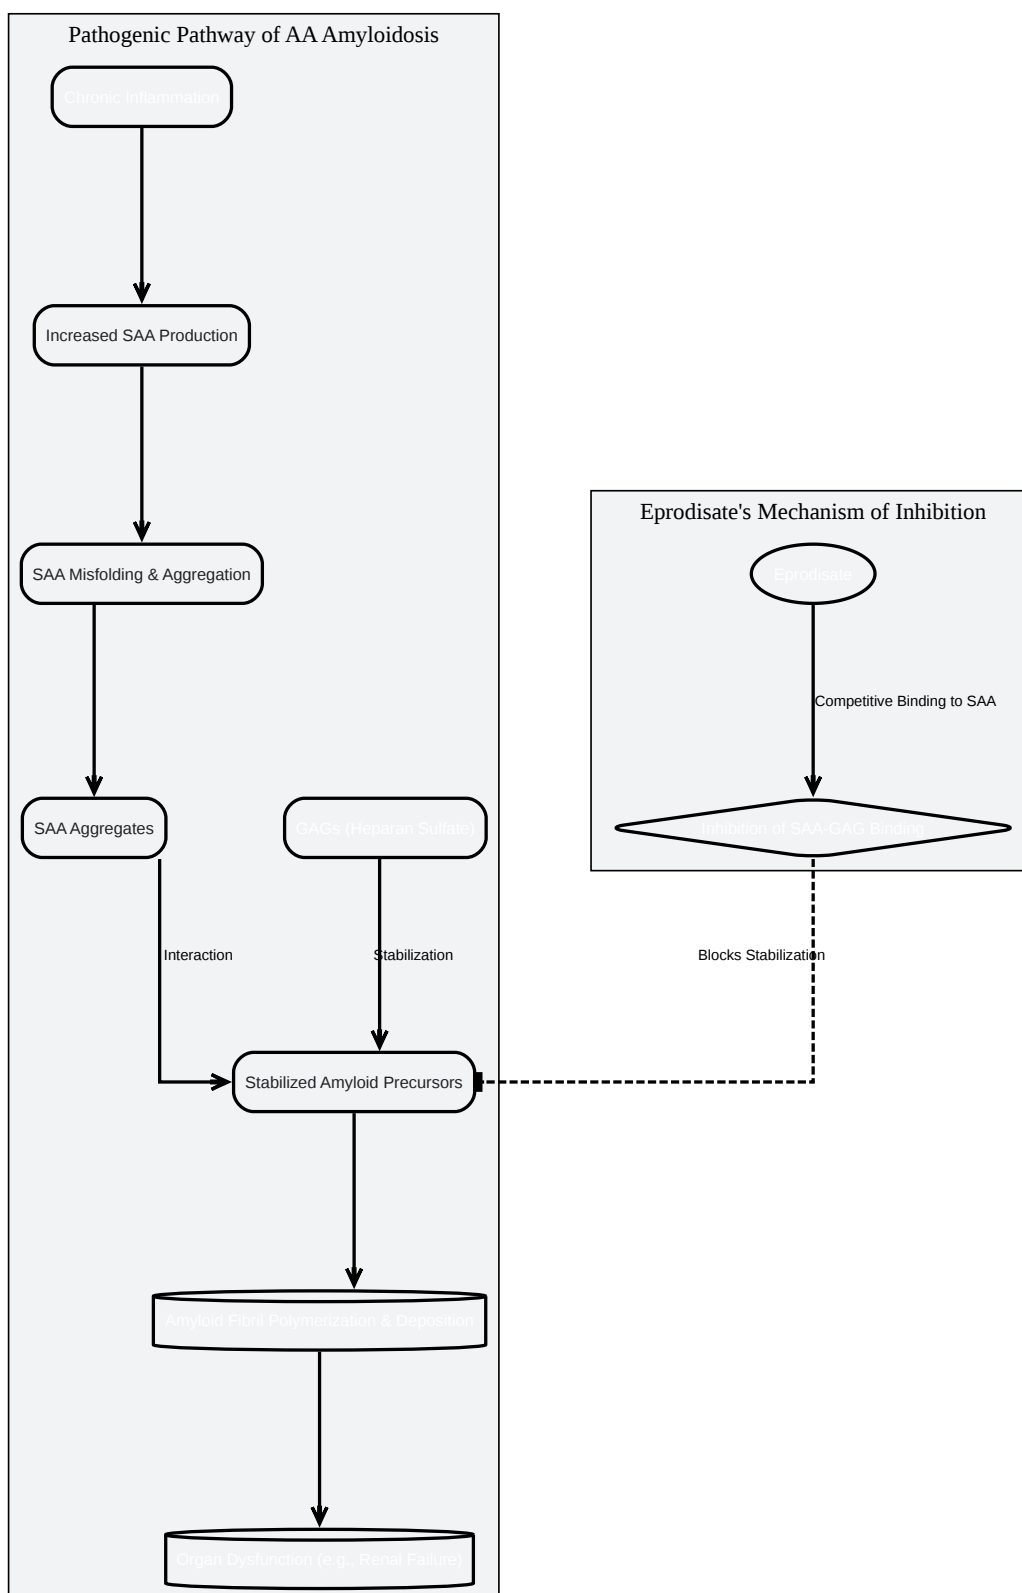 Pathogenic Pathway of AA Amyloidosis
Chronic Inflammation
Increased SAA Production
SAA Misfolding & Aggregation
SAA Aggregates
GAGs (Heparan Sulfate)
Interaction
Stabilization
Stabilized Amyloid Precursors
Amyloid Fibril Polymerization & Deposition
Organ Dysfunction (e.g., Renal Failure)
Eprodisate's Mechanism of Inhibition
Eprodisate
Competitive Binding to SAA
Inhibition of SAA-GAG Binding
Blocks Stabilization